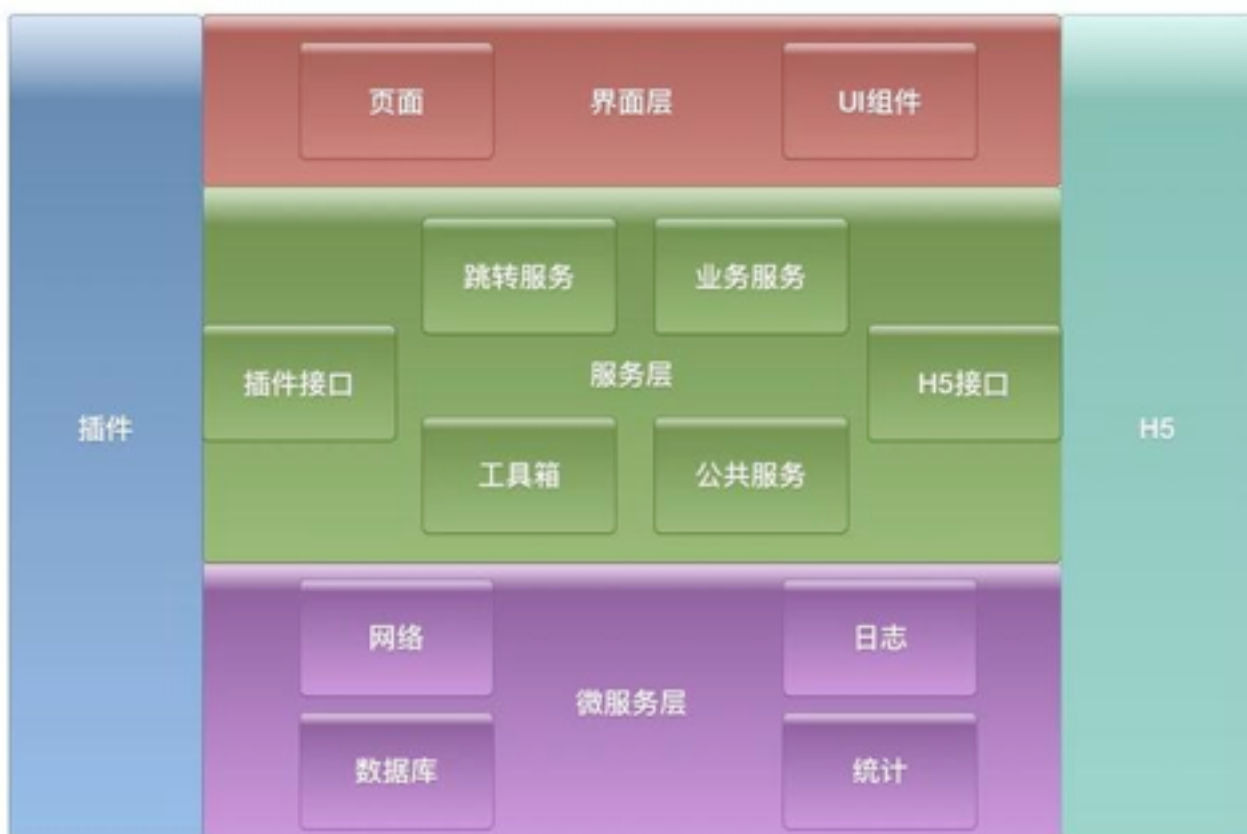 页面
界面层
UI组件
跳转服务
业务服务
插件接口
服务层
H5接口
插件
H5
工具箱
公共服务
网络
日志
微服务层
数据库
统计